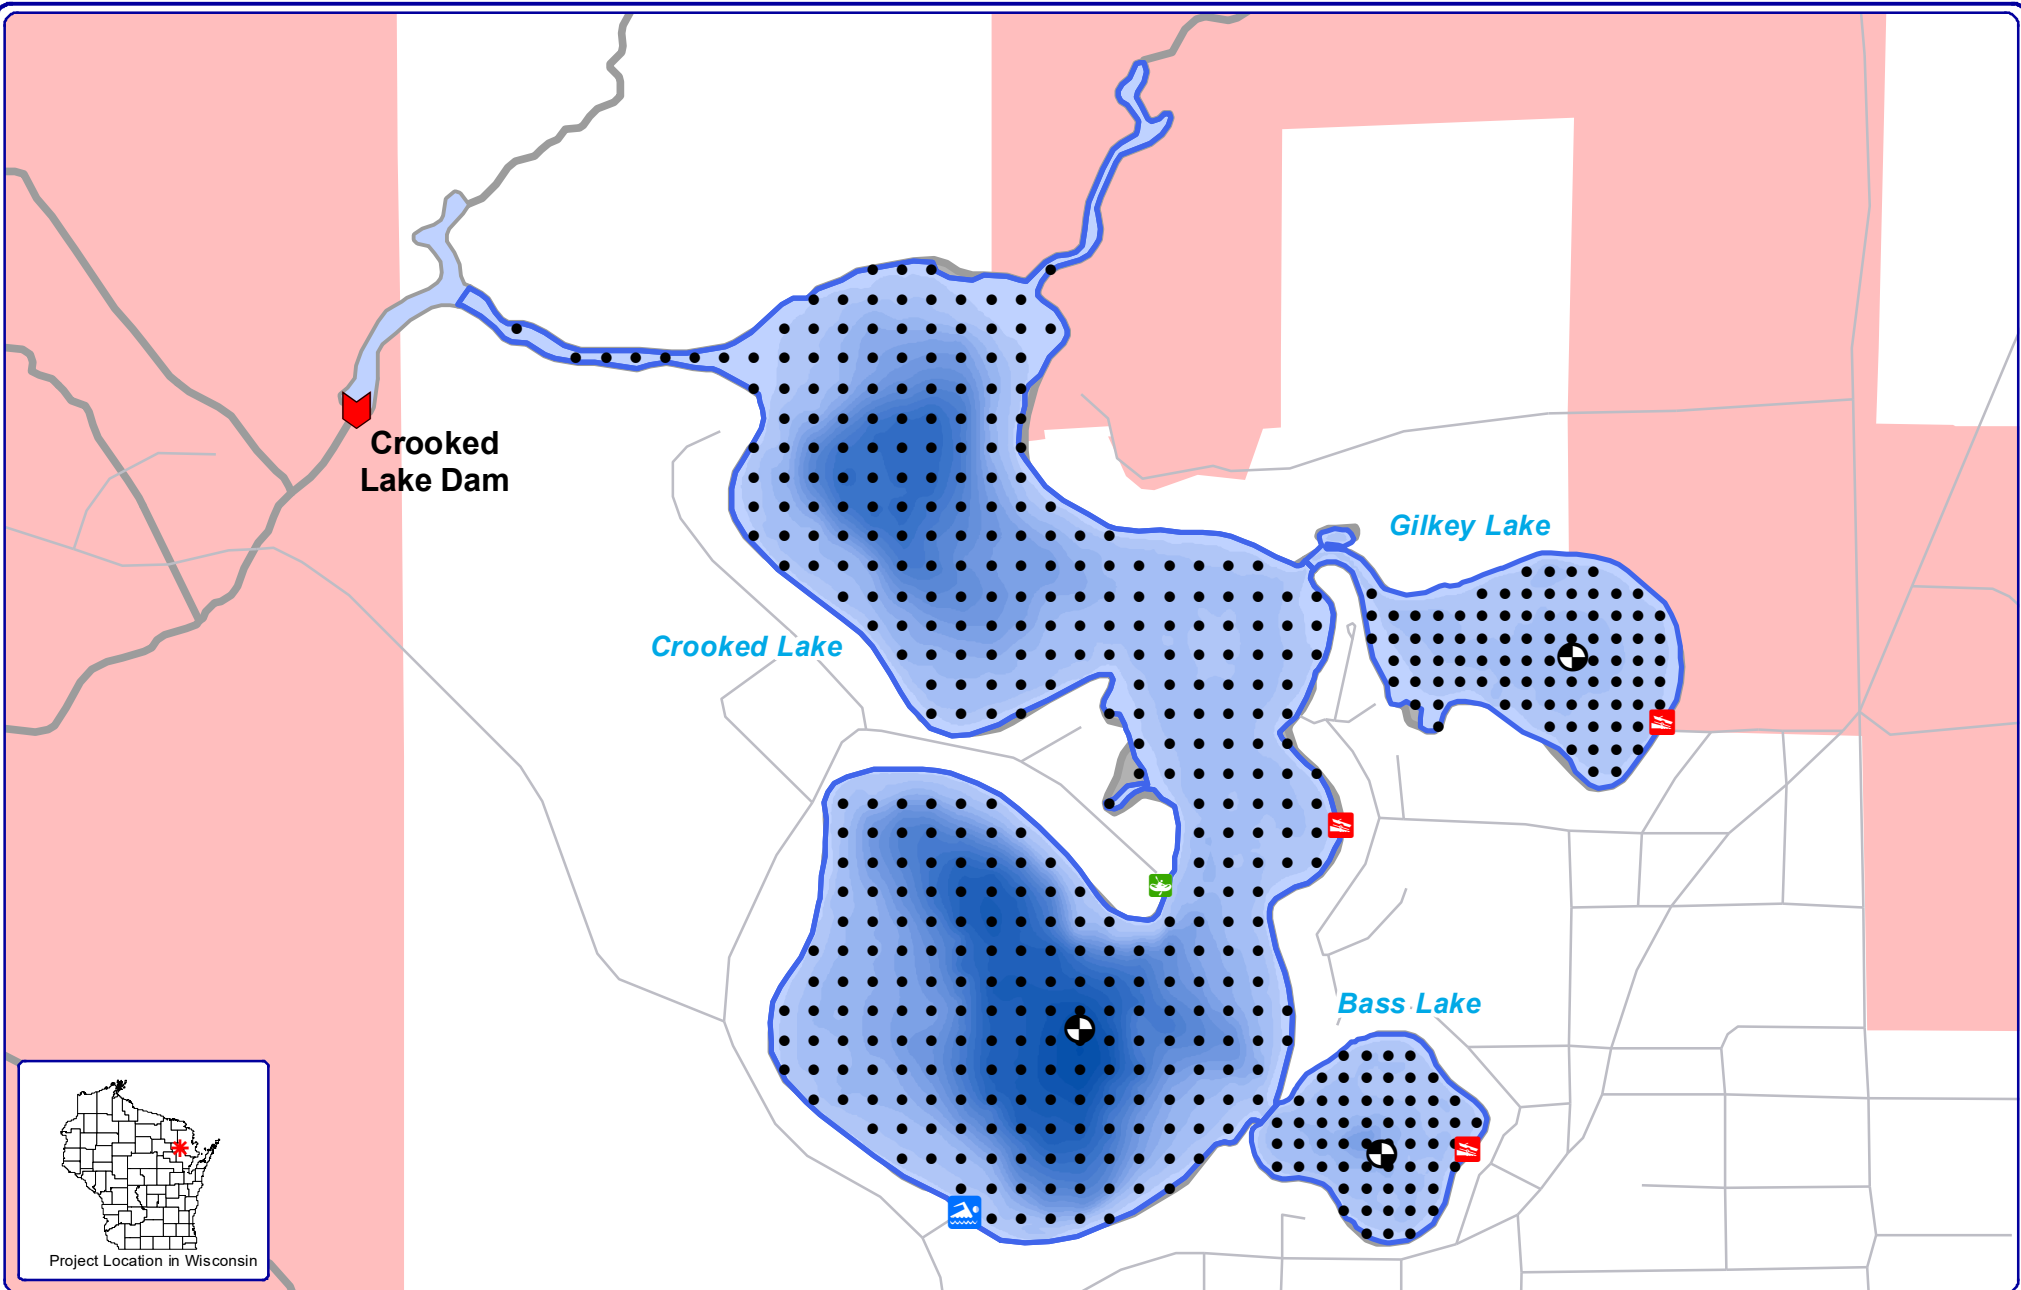 Crooked
Lake Dam
Gilkey Lake
Crooked Lake
Bass Lake
Project Location in Wisconsin